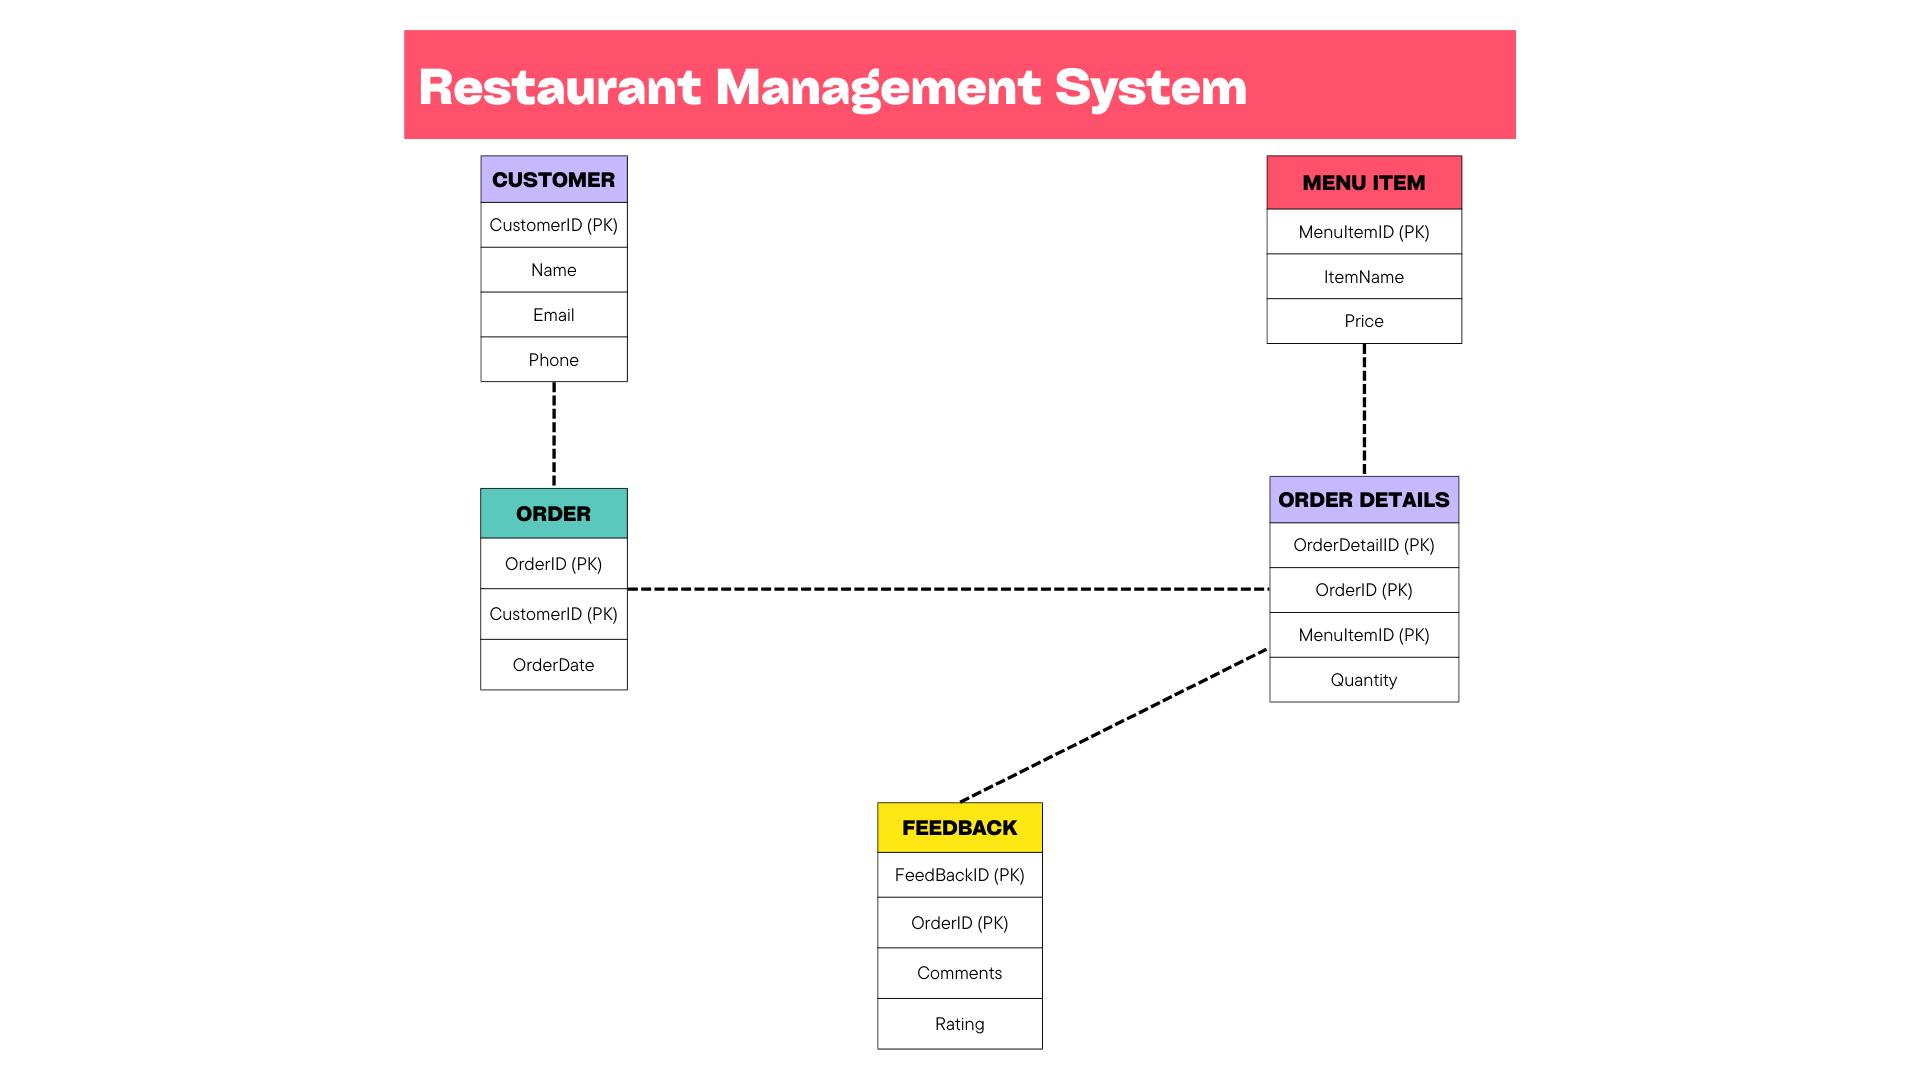 Restaurant Management System
CUSTOMER
CustomerID (PK)
Name
Email
Phone
MENU ITEM
MenuItemID (PK)
ItemName
Price
ORDER
OrderID (PK)
CustomerID (PK)
OrderDate
ORDER DETAILS
OrderDetailID (PK)
OrderID (PK)
MenuItemID (PK)
Quantity
FEEDBACK
FeedBackID (PK)
OrderID (PK)
Comments
Rating